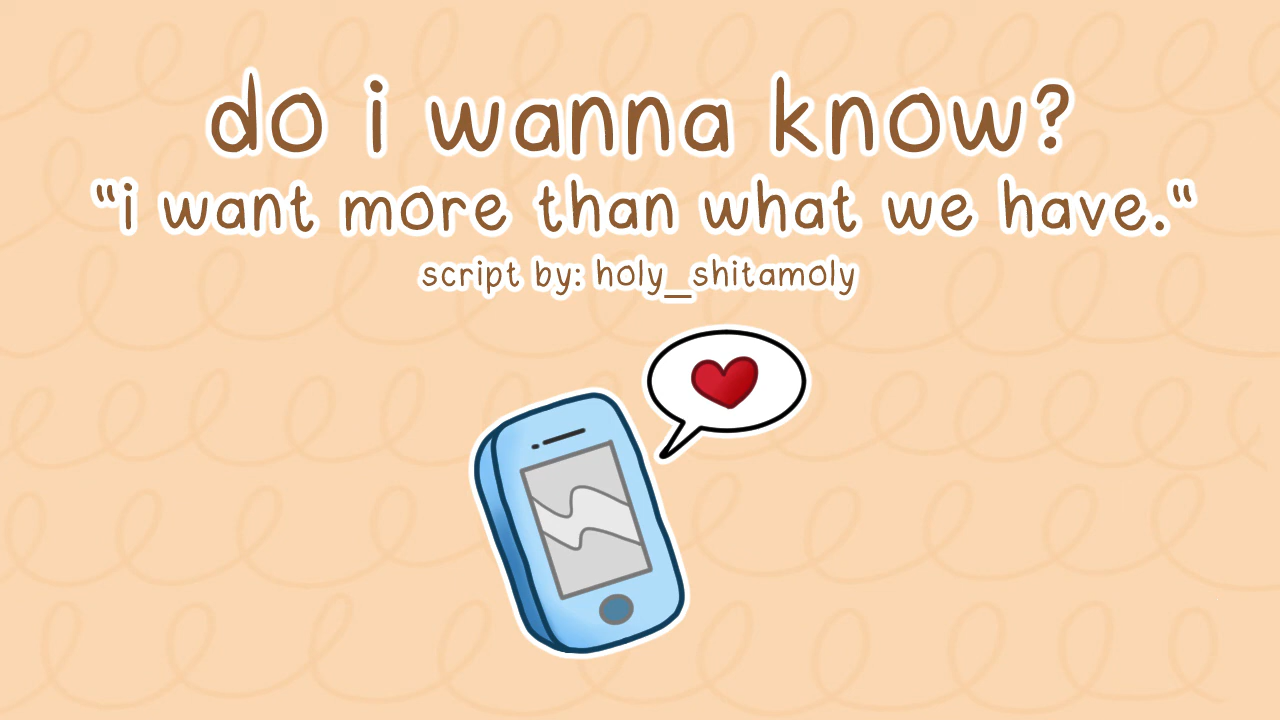 do i wanna know?
"i want more than what we have."
script by: holy_shitamoly